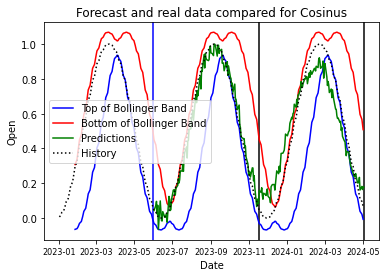 Forecast and real data compared for Cosinus
1.0
0.8
0.6
0.4
0.2
0.0
Open
Top of Bollinger Band
Bottom of Bollinger Band
Predictions
History
2023-01 2023-03 2023-05 2023-07 2023-09 2023-11 2024-01 2024-03 2024-05
Date